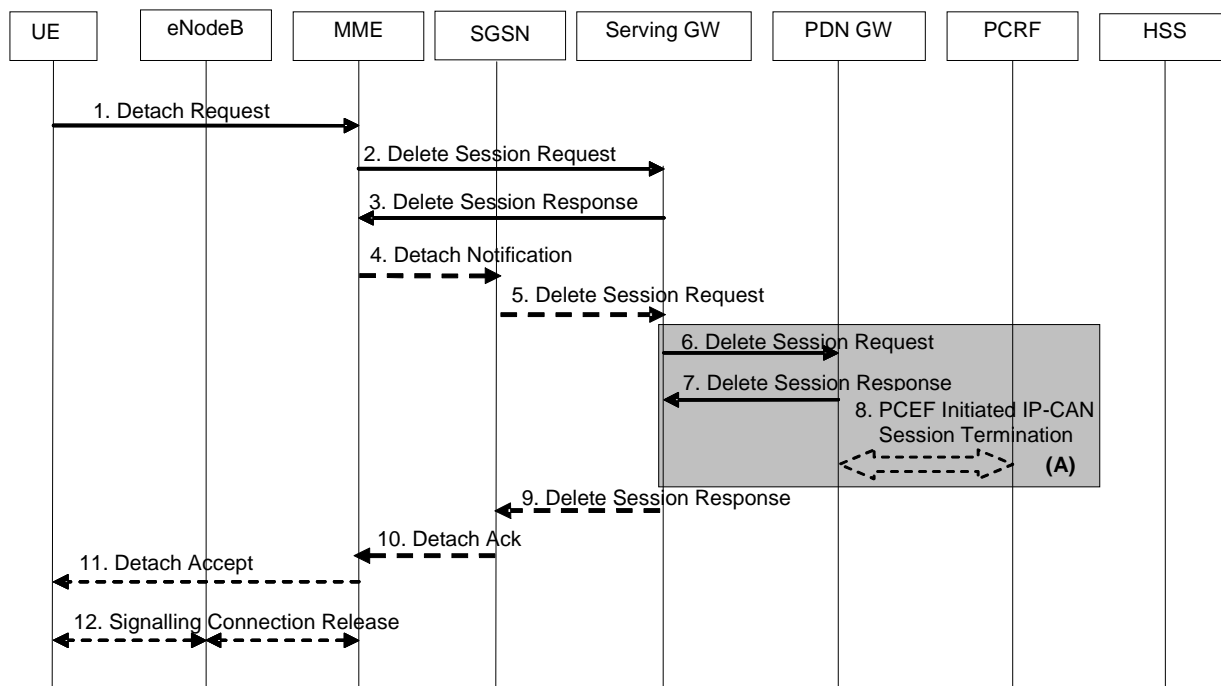 UE
eNodeB
MME
SGSN
Serving GW
PDN GW
PCRF
HSS
1. Detach Request
2. Delete Session Request
3. Delete Session Response
4. Detach Notification
5. Delete Session Request
6. Delete Session Request
7. Delete Session Response
8. PCEF Initiated IP-CAN
Session Termination
(A)
9. Delete Session Response
10. Detach Ack
11. Detach Accept
12. Signalling Connection Release